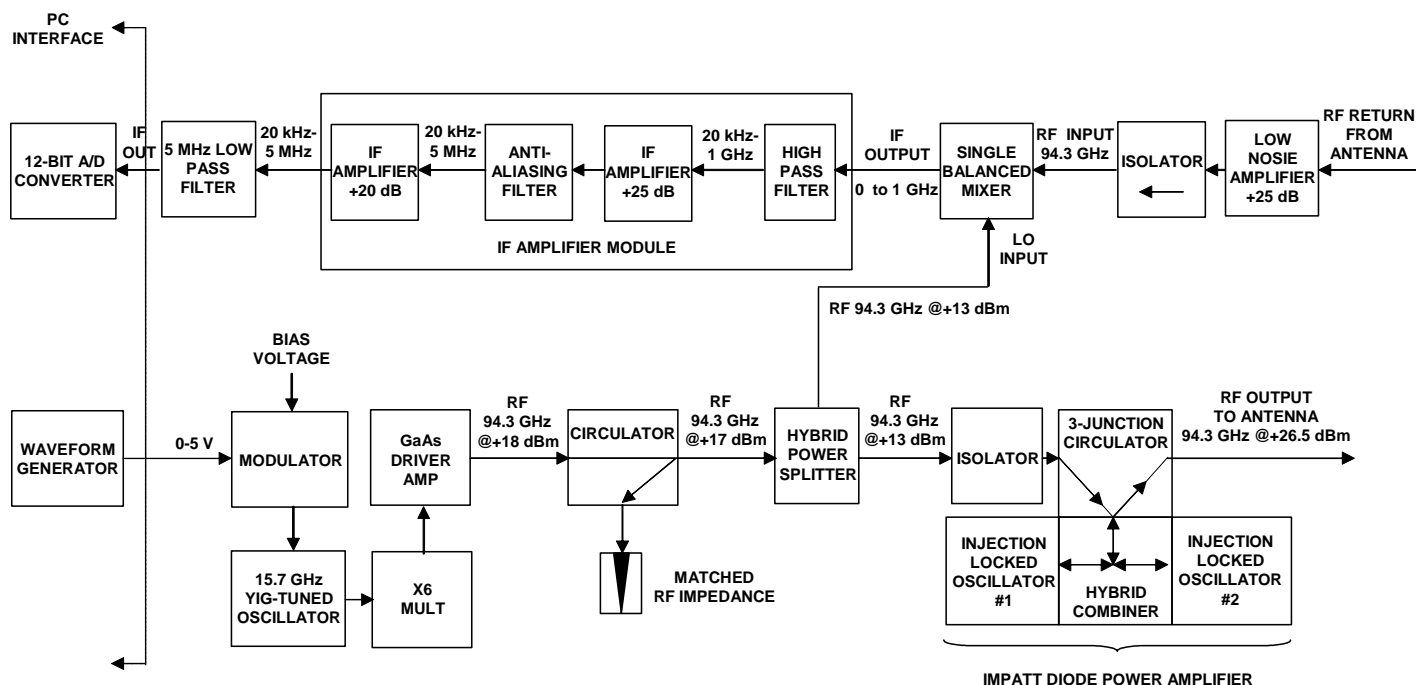 PC
INTERFACE
12-BIT A/D
CONVERTER
IF
OUT
5 MHz LOW
PASS
FILTER
20 kHz-
5 MHz
IF
AMPLIFIER
+20 dB
20 kHz-
5 MHz
ANTI-
ALIASING
FILTER
IF
AMPLIFIER
+25 dB
20 kHz-
1 GHz
HIGH
PASS
FILTER
IF AMPLIFIER MODULE
IF
OUTPUT
0 to 1 GHz
SINGLE
BALANCED
MIXER
RF INPUT
94.3 GHz
ISOLATOR
LOW
NOSIE
AMPLIFIER
+25 dB
RF RETURN
FROM
ANTENNA
LO
INPUT
RF 94.3 GHz @+13 dBm
BIAS
VOLTAGE
WAVEFORM
GENERATOR
0-5 V
MODULATOR
GaAs
DRIVER
AMP
RF
94.3 GHz
@+18 dBm
CIRCULATOR
RF
94.3 GHz
@+17 dBm
HYBRID
POWER
SPLITTER
RF
94.3 GHz
@+13 dBm
ISOLATOR
3-JUNCTION
CIRCULATOR
RF OUTPUT
TO ANTENNA
94.3 GHz @+26.5 dBm
15.7 GHz
YIG-TUNED
OSCILLATOR
X6
MULT
MATCHED
RF IMPEDANCE
INJECTION
LOCKED
OSCILLATOR
#1
HYBRID
COMBINER
INJECTION
LOCKED
OSCILLATOR
#2
IMPATT DIODE POWER AMPLIFIER